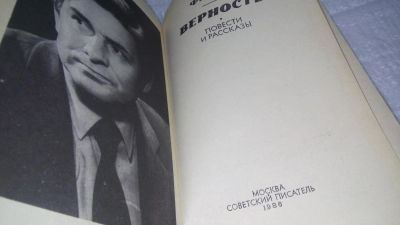 ВЕРНОСТЬ
ПОВЕСТИ
И РАССКАЗЫ
МОСКВА
СОВЕТСКИЙ ПИСАТЕЛЬ
1986